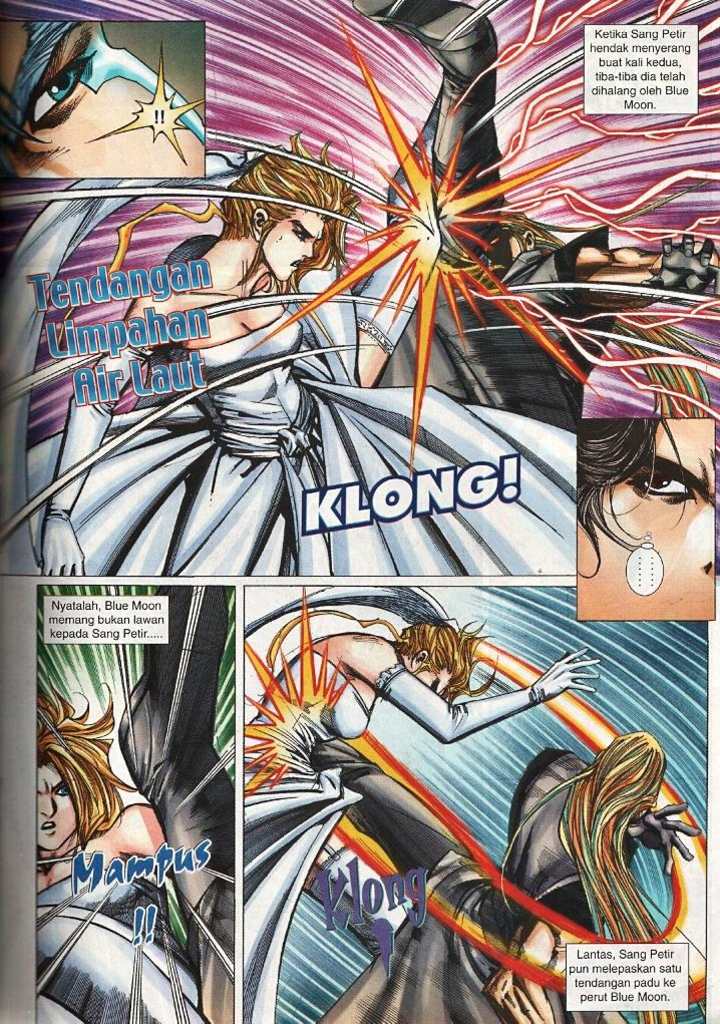 !!
Ketika Sang Petir
hendak menyerang
buat kali kedua,
tiba-tiba dia telah
dihalang oleh Blue
Moon.
Tendangan
Limpahan
Air Laut
KLONG!
Nyatalah, Blue Moon
memang bukan lawan
kepada Sang Petir.....
Mampus
!!
Klong
!
Lantas, Sang Petir
pun melepaskan satu
tendangan padu ke
perut Blue Moon.